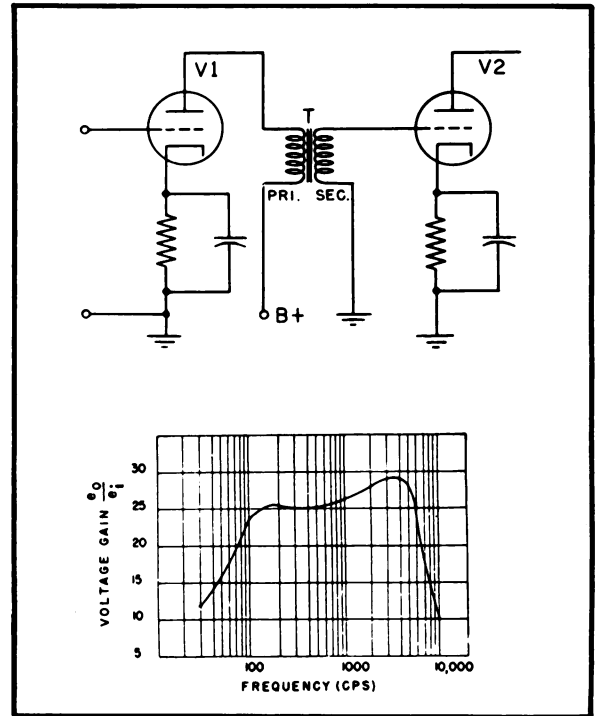 V1
V2
T
PRI. SEC.
B+
VOLTAGE GAIN eo/ei
30
25
20
15
10
5
100 1000 10,000
FREQUENCY (CPS)